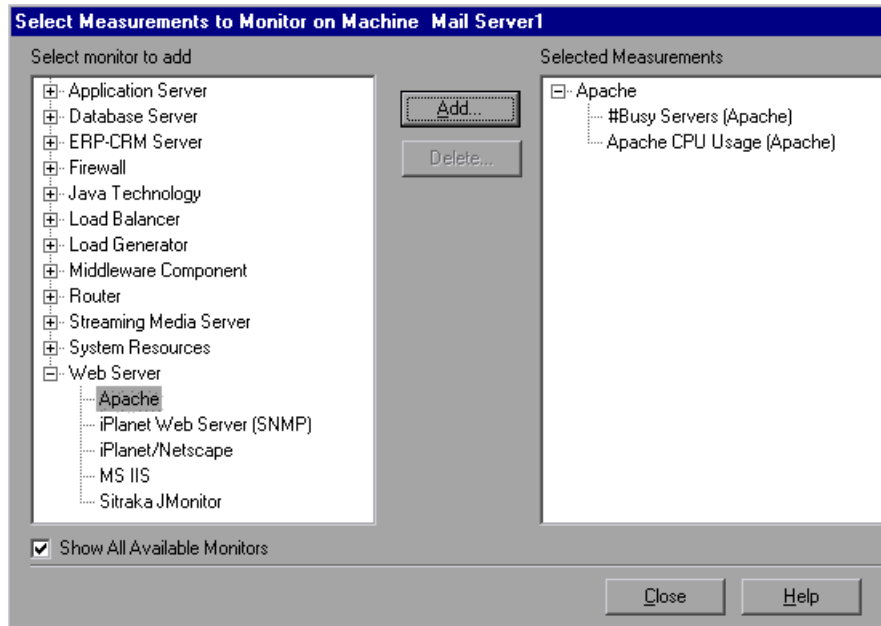 Select Measurements to Monitor on Machine Mail Server1
Select monitor to add
Application Server
Database Server
ERP-CRM Server
Firewall
Java Technology
Load Balancer
Load Generator
Middleware Component
Router
Streaming Media Server
System Resources
Web Server
Apache
iPlanet Web Server (SNMP)
iPlanet/Netscape
MS IIS
Sitraka JMonitor
Show All Available Monitors
Add...
Delete...
Selected Measurements
Apache
#Busy Servers (Apache)
Apache CPU Usage (Apache)
Close
Help